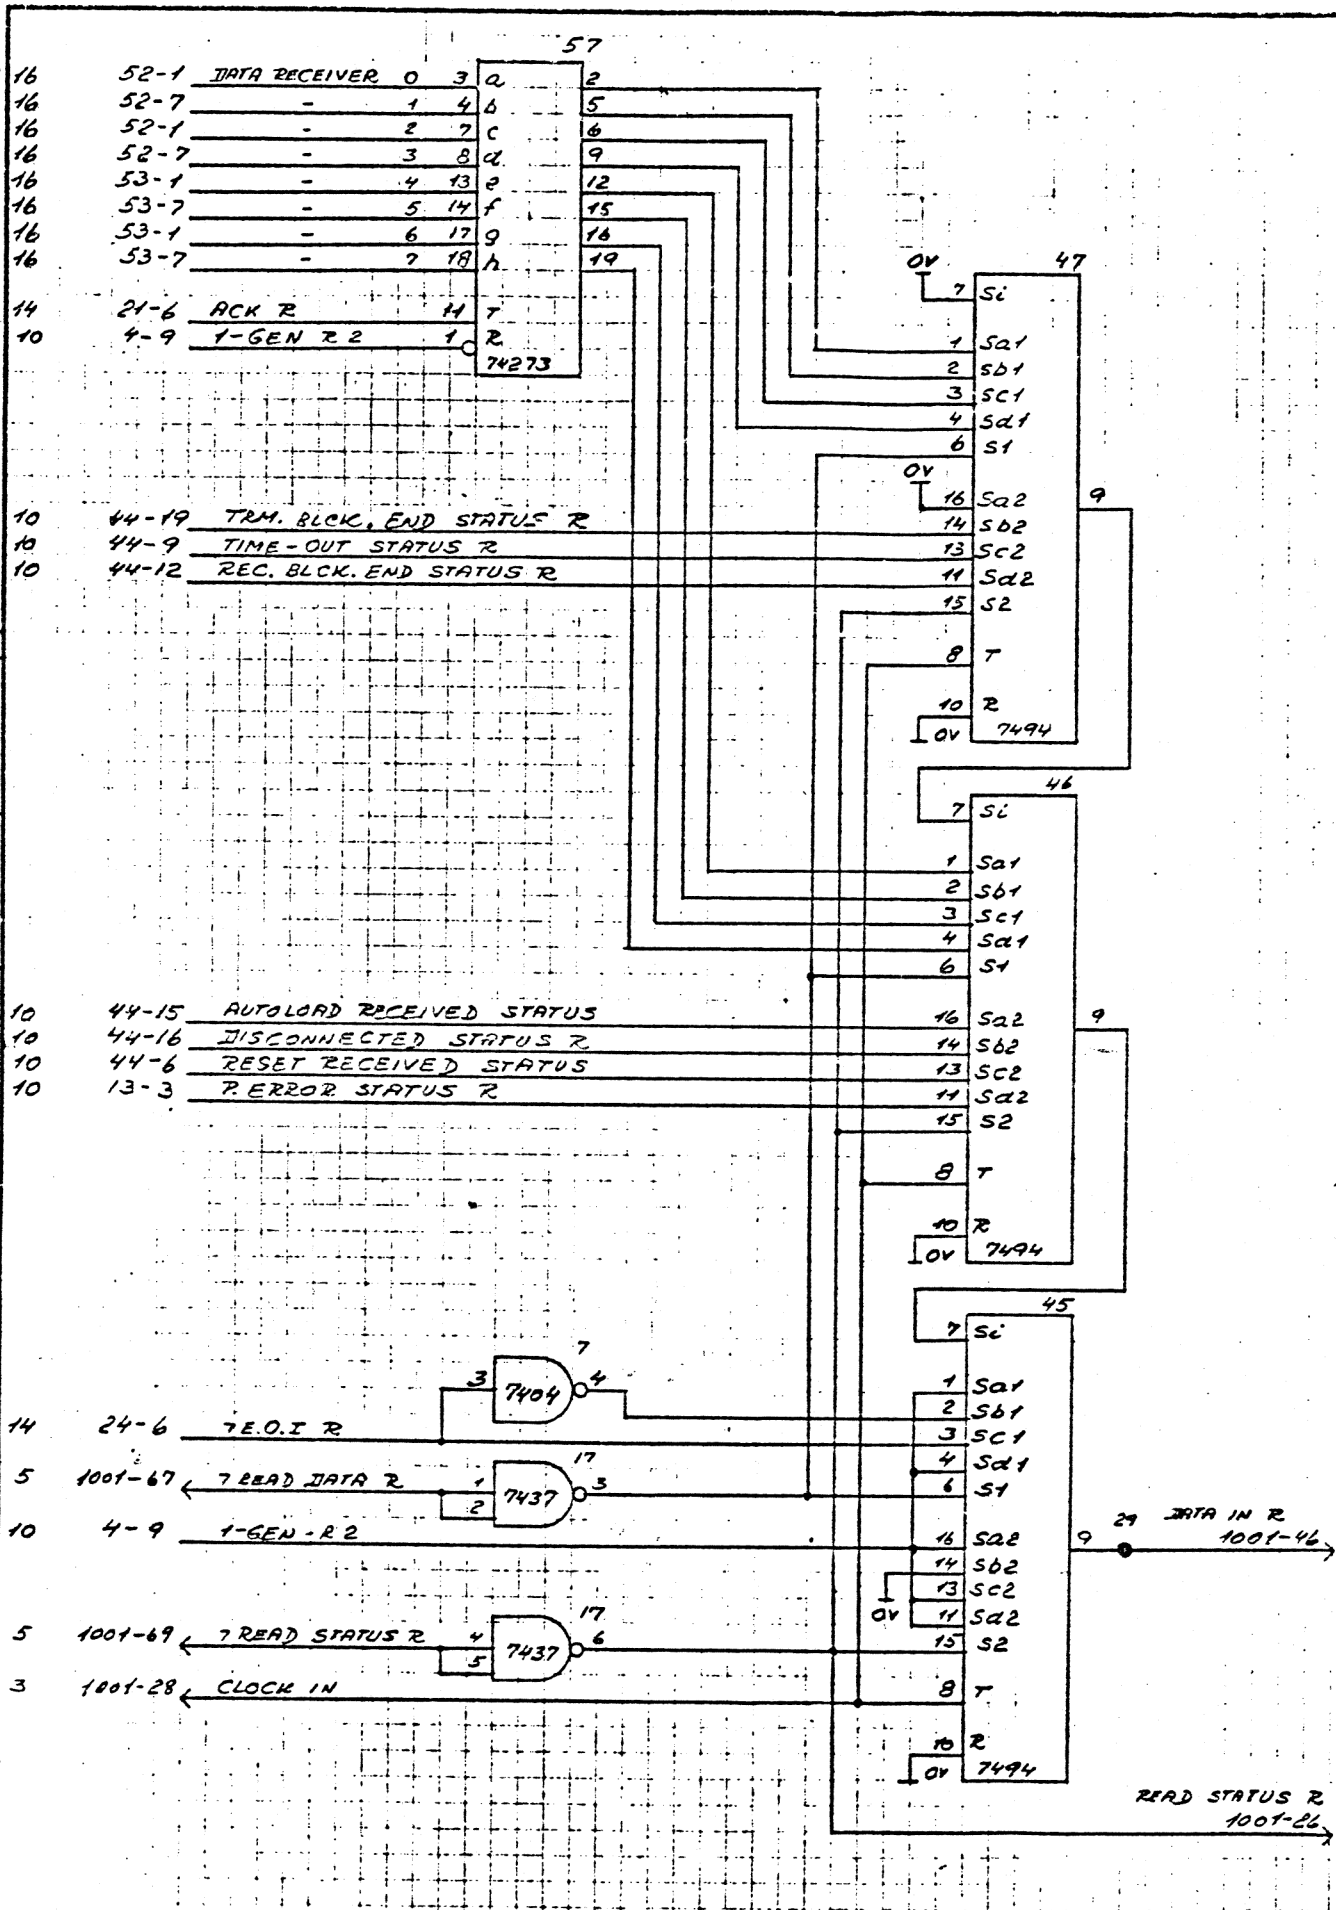 57
16 52-1 DATA RECEIVER 0 3 a 2
16 52-7 - 1 4 b 5
16 52-1 - 2 7 c 6
16 52-7 - 3 8 d 9
16 53-1 - 4 13 e 12
16 53-7 - 5 14 f 15
16 53-1 - 6 17 g 16
16 53-7 - 7 18 h 19
14 21-6 ACK R 11 T
10 4-9 1-GEN R 2 1 R
74273
0V 47
7 Si
1 Sa1
2 Sb1
3 Sc1
4 Sd1
6 S1
0V
16 Sa2 9
10 44-19 TRM. BLCK. END STATUS R 14 Sb2
10 44-9 TIME-OUT STATUS R 13 Sc2
10 44-12 REC. BLCK. END STATUS R 11 Sd2
15 S2
8 T
10 R
0V 7494
46
7 Si
1 Sa1
2 Sb1
3 Sc1
4 Sd1
6 S1
10 44-15 AUTOLOAD RECEIVED STATUS 16 Sa2 9
10 44-16 DISCONNECTED STATUS R 14 Sb2
10 44-6 RESET RECEIVED STATUS 13 Sc2
10 13-3 P. ERROR STATUS R 11 Sd2
15 S2
8 T
10 R
0V 7494
45
7 Si
7
3 7404 4 1 Sa1
2 Sb1
14 24-6 ¬E.O.I R 3 Sc1
17 4 Sd1
5 1001-67 ¬READ DATA R 1 2 7437 3 6 S1
10 4-9 1-GEN-R2 16 Sa2 9 29 DATA IN R
1001-46
14 Sb2
13 Sc2
0V 11 Sd2
17
5 1001-69 ¬READ STATUS R 4 5 7437 6 15 S2
3 1001-28 CLOCK IN 8 T
10 R
0V 7494
READ STATUS R
1001-26